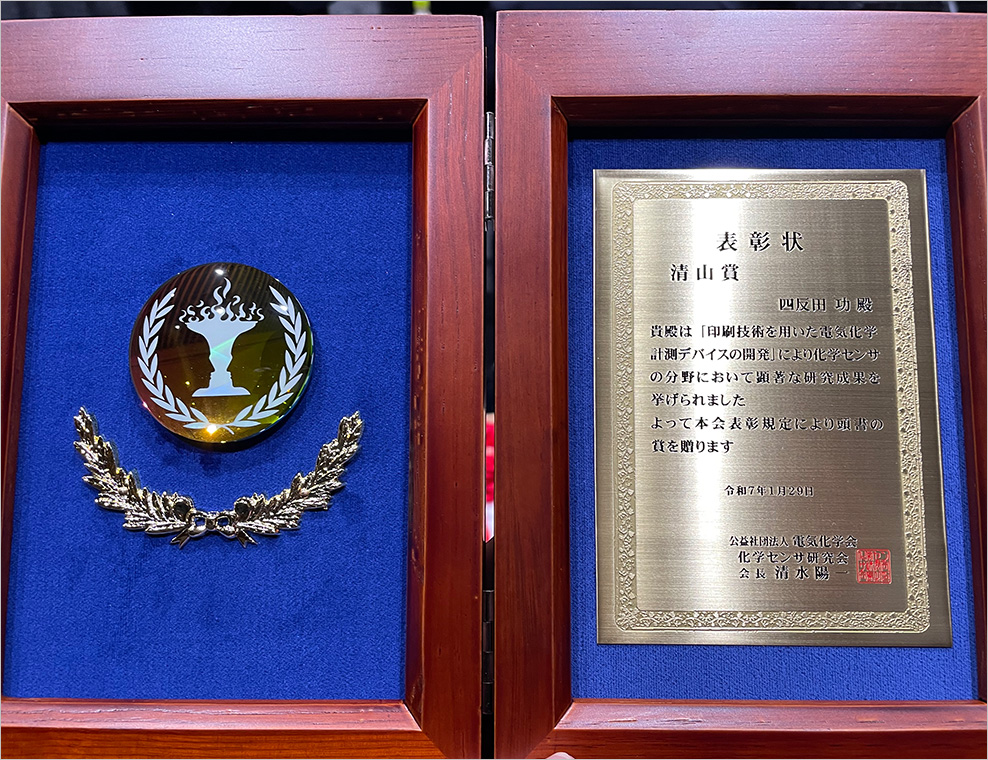 表彰状
清山賞
四反田 功 殿
貴殿は「印刷技術を用いた電気化学
計測デバイスの開発」により化学センサ
の分野において顕著な研究成果を
挙げられました
よって本会表彰規定により頭書の
賞を贈ります
令和7年1月29日
公益社団法人 電気化学会
化学センサ研究会
会長 清水陽一